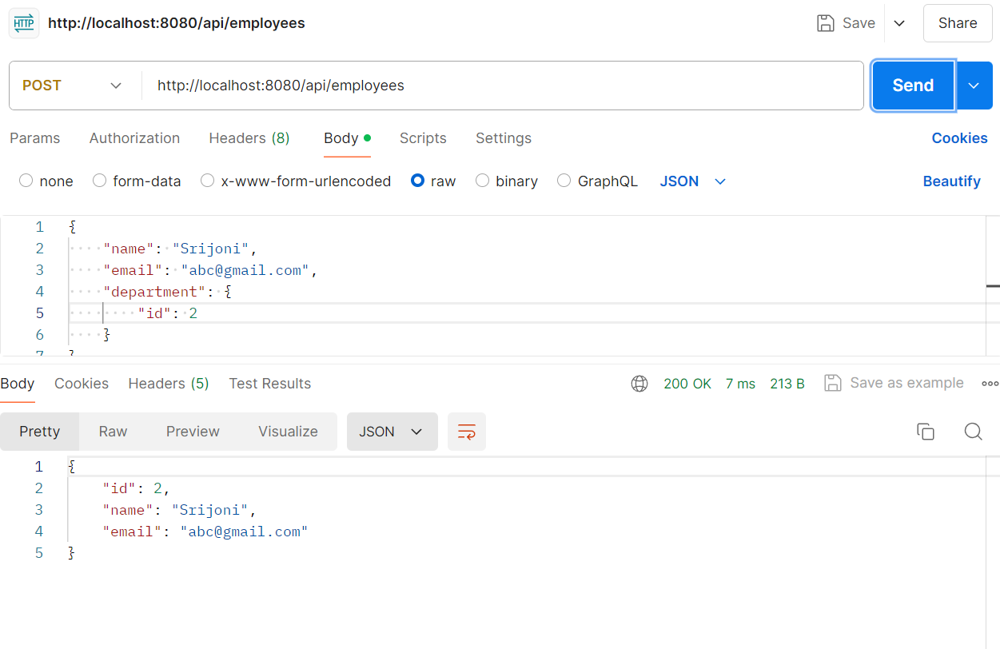 HTTP http://localhost:8080/api/employees Save Share
POST http://localhost:8080/api/employees Send
Params Authorization Headers (8) Body Scripts Settings Cookies
none form-data x-www-form-urlencoded raw binary GraphQL JSON Beautify
1 {
2 "name": "Srijoni",
3 "email": "abc@gmail.com",
4 "department": {
5 "id": 2
6 }
7 }
Body Cookies Headers (5) Test Results 200 OK 7 ms 213 B Save as example
Pretty Raw Preview Visualize JSON
1 {
2 "id": 2,
3 "name": "Srijoni",
4 "email": "abc@gmail.com"
5 }